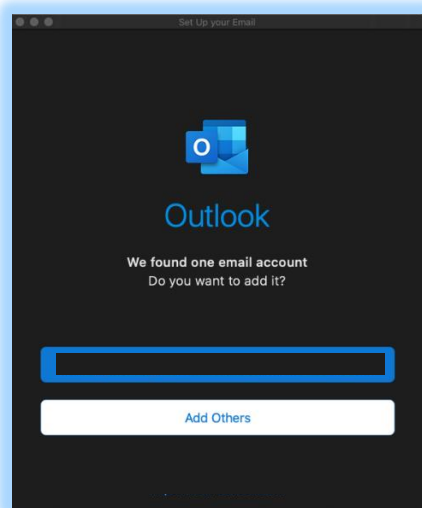 Set Up your Email
O
Outlook
We found one email account
Do you want to add it?
Add Others